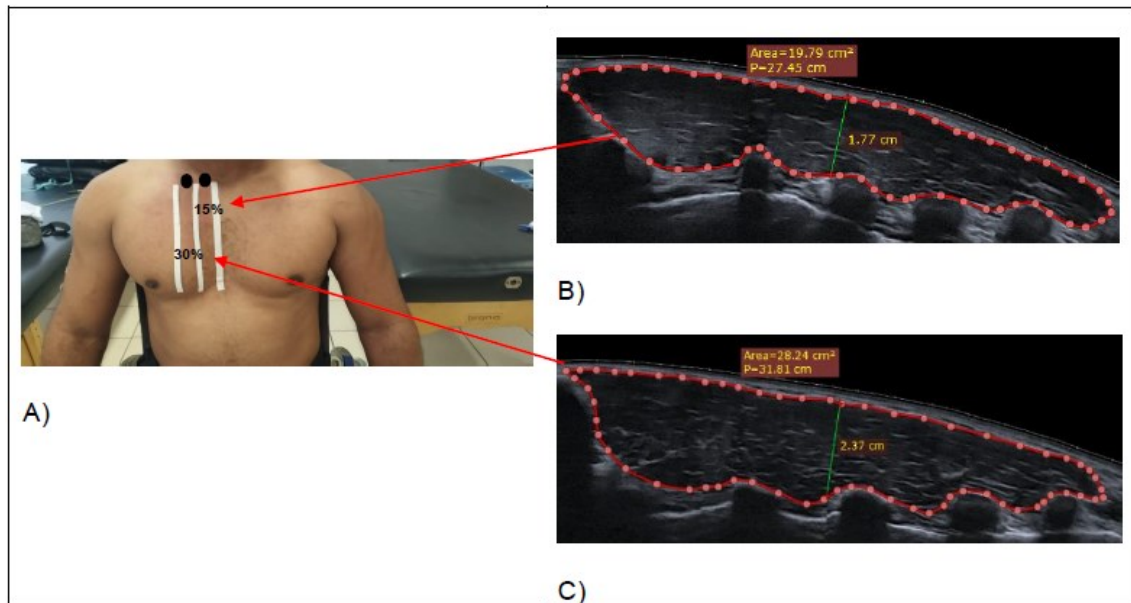 15%
30%
A)
Area=19.79 cm²
P=27.45 cm
1.77
B)
Area=28.24 cm²
P=31.81 cm
2.37 cm
C)